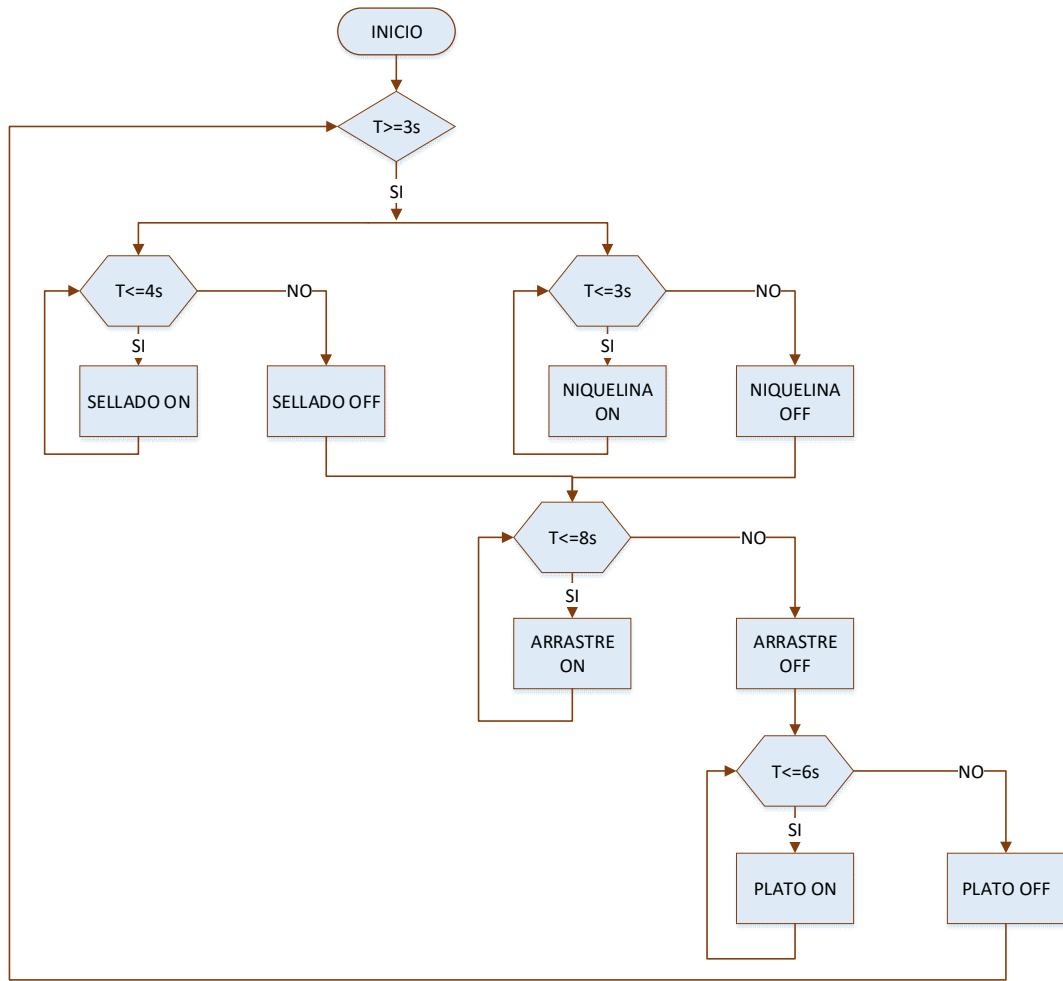 INICIO
T>=3s
SI
T<=4s
NO
T<=3s
NO
SI
SI
SELLADO ON
SELLADO OFF
NIQUELINA
ON
NIQUELINA
OFF
T<=8s
NO
SI
ARRASTRE
ON
ARRASTRE
OFF
T<=6s
NO
SI
PLATO ON
PLATO OFF